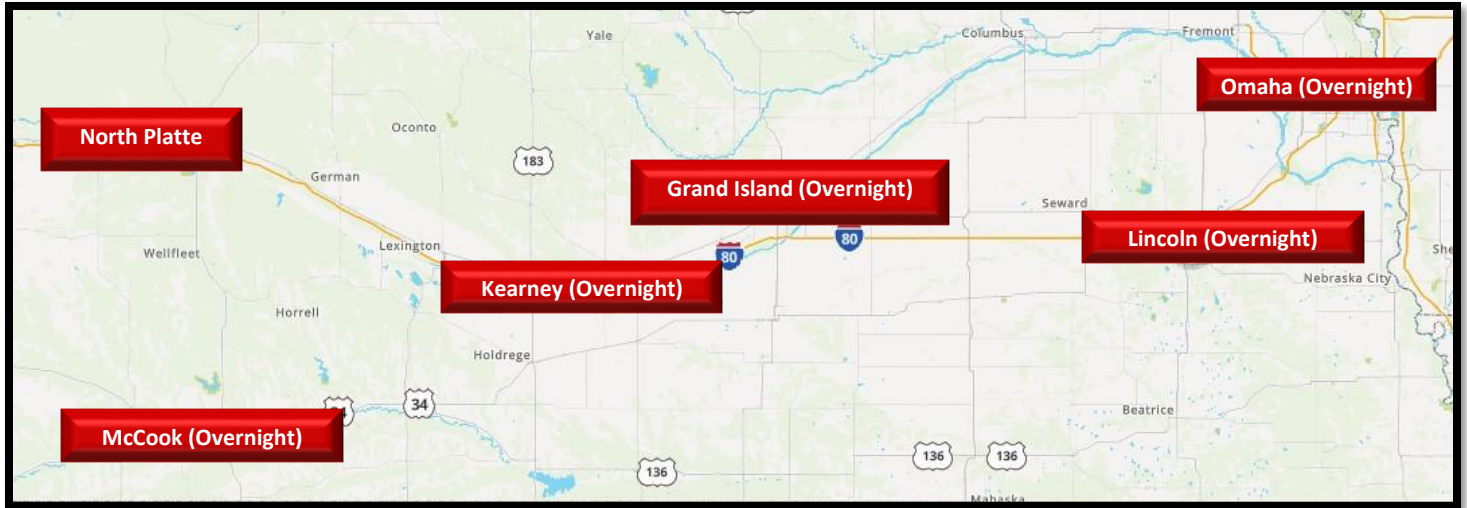 Yale
Columbus
Fremont
Omaha (Overnight)
North Platte
Oconto
183
German
Grand Island (Overnight)
Seward
Wellfleet
Lexington
80
80
Lincoln (Overnight)
She
Kearney (Overnight)
Nebraska City
Horrell
Holdrege
34
McCook (Overnight)
Beatrice
136
136
136